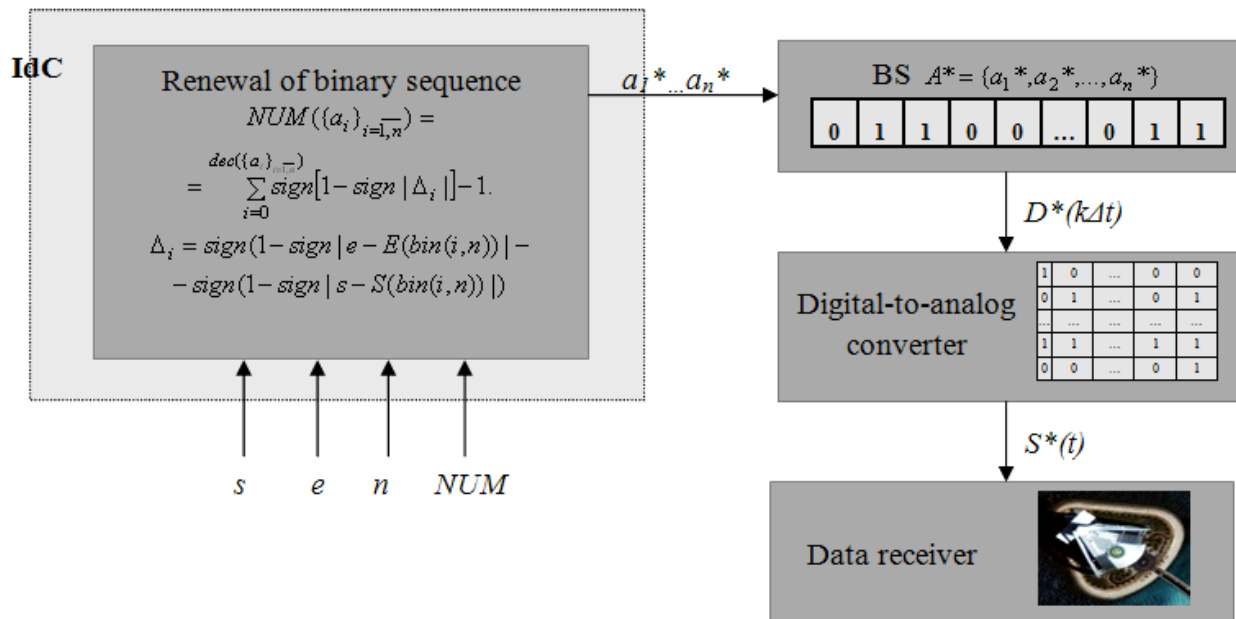 IdC
Renewal of binary sequence
NUM({a_i}_{i=\overline{1,n}}) =
dec({a_i}_{i=\overline{1,n}})
= ∑ sign[1− sign | Δ_i |]−1.
i=0
Δ_i = sign(1− sign | e − E(bin(i,n)) | −
− sign(1− sign | s − S(bin(i,n)) |)
s e n NUM
a_1*...a_n*
BS A* = {a_1*,a_2*,...,a_n*}
0 1 1 0 0 ... 0 1 1
D*(kΔt)
Digital-to-analog
converter
1 0 ... 0 0
0 1 ... 0 1
... ... ... ... ...
1 1 ... 1 1
0 0 ... 0 1
S*(t)
Data receiver